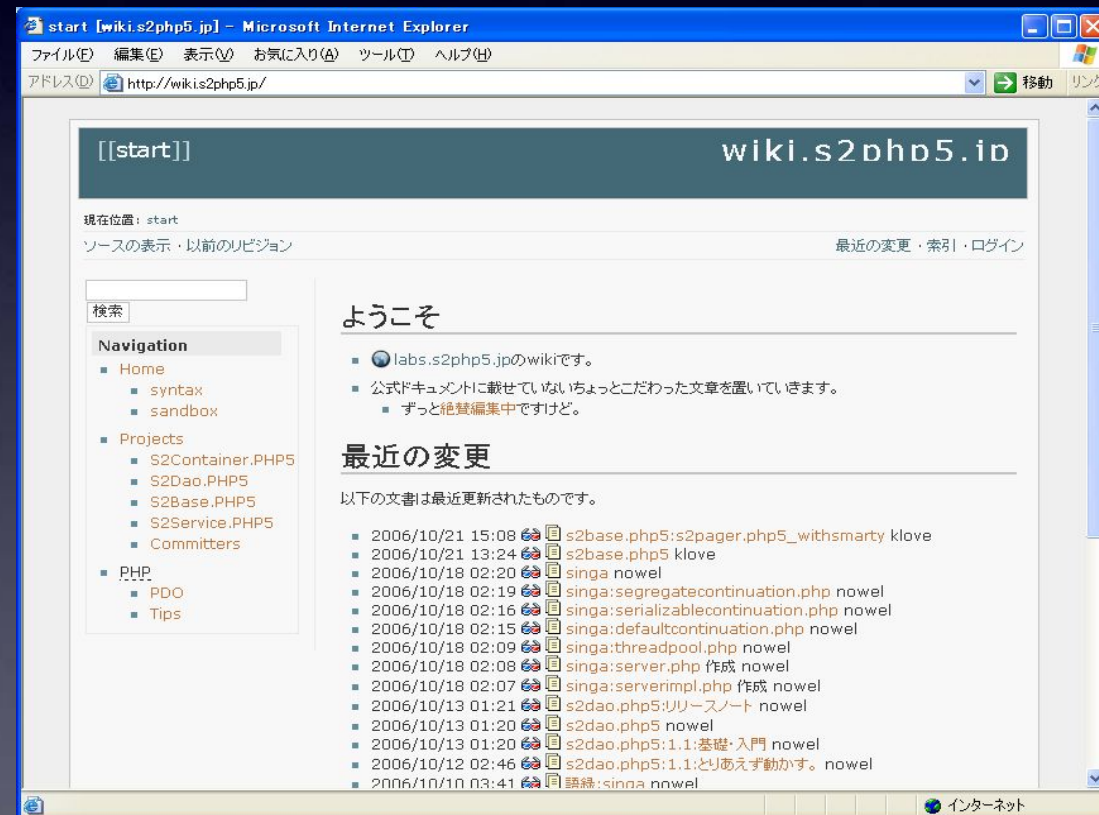 start [wiki.s2php5.jp] - Microsoft Internet Explorer
ファイル(F) 編集(E) 表示(V) お気に入り(A) ツール(T) ヘルプ(H)
アドレス(D) http://wiki.s2php5.jp/ 移動 リンク
[[start]] wiki.s2php5.jp
現在位置: start
ソースの表示・以前のリビジョン 最近の変更・索引・ログイン
検索
Navigation
Home
syntax
sandbox
Projects
S2Container.PHP5
S2Dao.PHP5
S2Base.PHP5
S2Service.PHP5
Committers
PHP
PDO
Tips
ようこそ
labs.s2php5.jpのwikiです。
公式ドキュメントに載せていないちょっとこだわった文章を置いていきます。
ずっと絶賛編集中ですけど。
最近の変更
以下の文書は最近更新されたものです。
2006/10/21 15:08 s2base.php5:s2pager.php5_withsmarty klove
2006/10/21 13:24 s2base.php5 klove
2006/10/18 02:20 singa nowel
2006/10/18 02:19 singa:segregatecontinuation.php nowel
2006/10/18 02:16 singa:serializablecontinuation.php nowel
2006/10/18 02:15 singa:defaultcontinuation.php nowel
2006/10/18 02:09 singa:threadpool.php nowel
2006/10/18 02:08 singa:server.php 作成 nowel
2006/10/18 02:07 singa:serverimpl.php 作成 nowel
2006/10/13 01:21 s2dao.php5:リリースノート nowel
2006/10/13 01:20 s2dao.php5 nowel
2006/10/13 01:20 s2dao.php5:1.1:基礎・入門 nowel
2006/10/12 02:46 s2dao.php5:1.1:とりあえず動かす。 nowel
2006/10/10 03:41 語録:singa nowel
インターネット